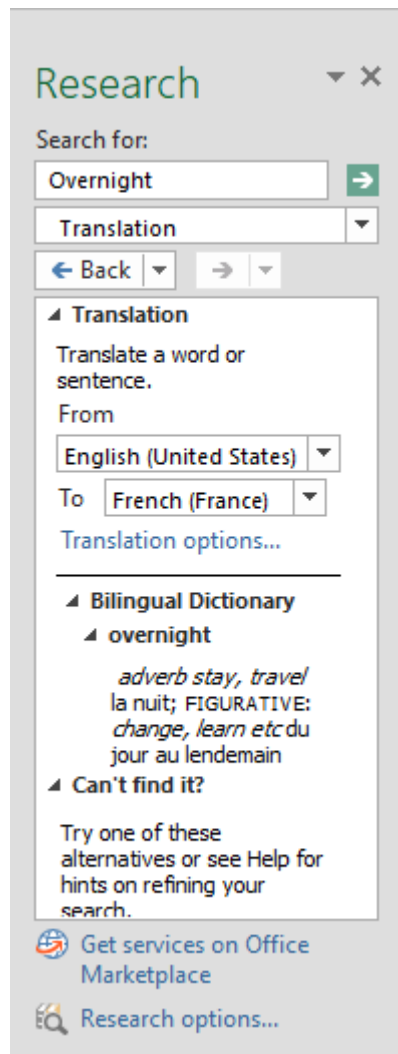 Research
Search for:
Overnight
Translation
Back
Translation
Translate a word or
sentence.
From
English (United States)
To French (France)
Translation options...
Bilingual Dictionary
overnight
adverb stay, travel
la nuit; FIGURATIVE:
change, learn etc du
jour au lendemain
Can't find it?
Try one of these
alternatives or see Help for
hints on refining your
search.
Get services on Office
Marketplace
Research options...